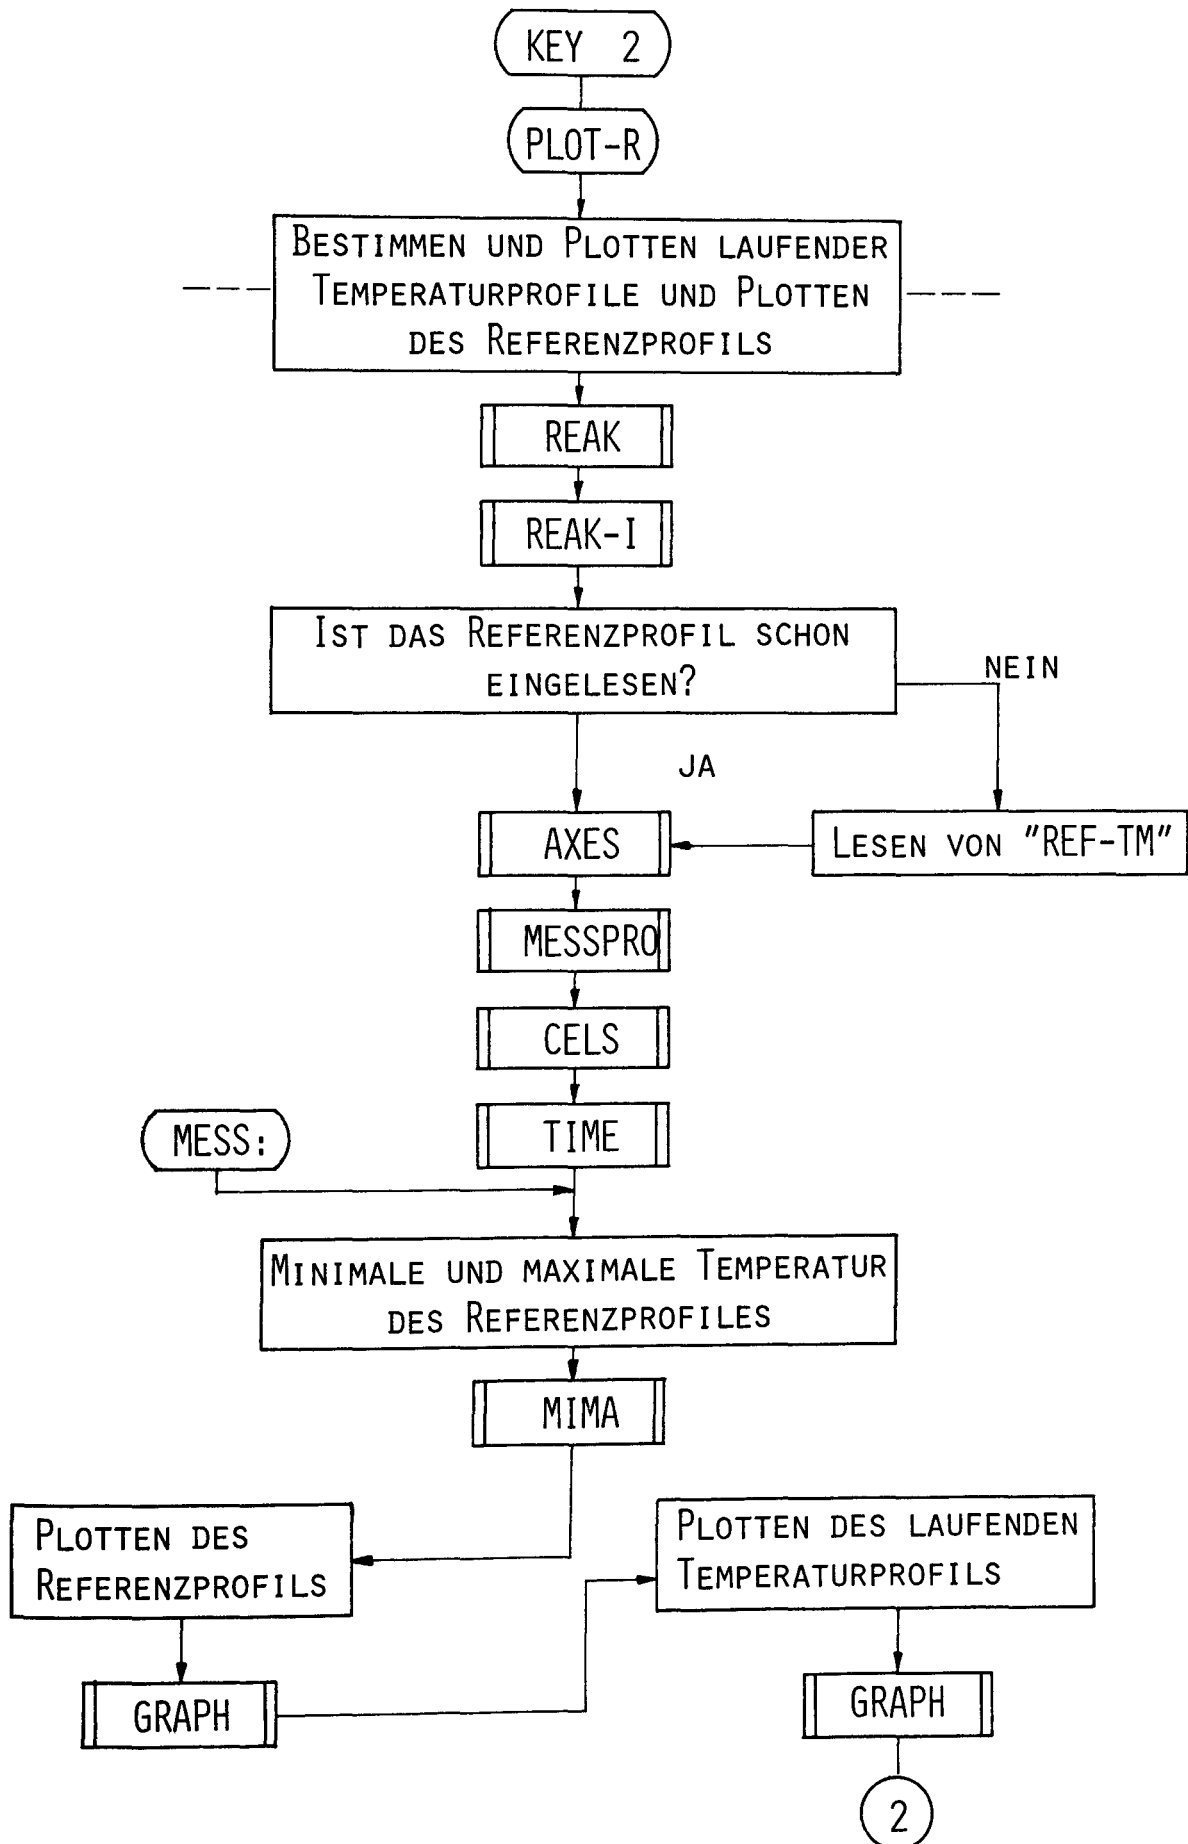 KEY 2
PLOT-R
BESTIMMEN UND PLOTTEN LAUFENDER
TEMPERATURPROFILE UND PLOTTEN
DES REFERENZPROFILS
REAK
REAK-I
IST DAS REFERENZPROFIL SCHON
EINGELESEN?
NEIN
JA
AXES
LESEN VON "REF-TM"
MESSPRO
CELS
TIME
MESS:
MINIMALE UND MAXIMALE TEMPERATUR
DES REFERENZPROFILES
MIMA
PLOTTEN DES
REFERENZPROFILS
PLOTTEN DES LAUFENDEN
TEMPERATURPROFILS
GRAPH
GRAPH
2